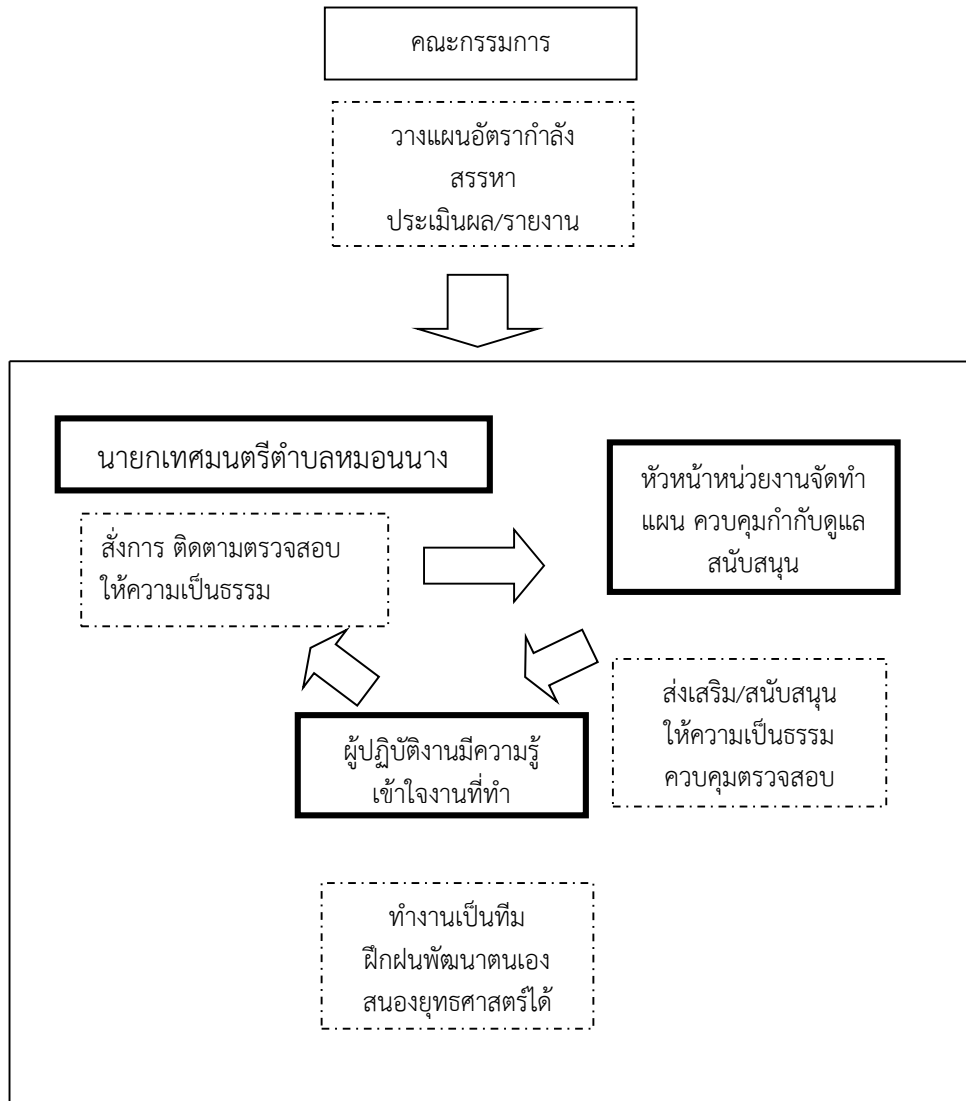 คณะกรรมการ
วางแผนอัตรากำลัง
สรรหา
ประเมินผล/รายงาน
นายกเทศมนตรีตำบลหมอนนาง
สั่งการ ติดตามตรวจสอบ
ให้ความเป็นธรรม
หัวหน้าหน่วยงานจัดทำ
แผน ควบคุมกำกับดูแล
สนับสนุน
ส่งเสริม/สนับสนุน
ให้ความเป็นธรรม
ควบคุมตรวจสอบ
ผู้ปฏิบัติงานมีความรู้
เข้าใจงานที่ทำ
ทำงานเป็นทีม
ฝึกฝนพัฒนาตนเอง
สนองยุทธศาสตร์ได้